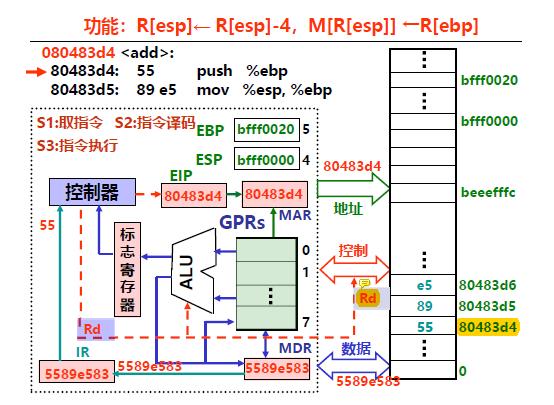 功能：R[esp]← R[esp]-4，M[R[esp]] ←R[ebp]
080483d4 <add>:
80483d4: 55 push %ebp
80483d5: 89 e5 mov %esp, %ebp
S1:取指令 S2:指令译码
S3:指令执行
EBP bfff0020 5
ESP bfff0000 4
EIP
控制器
80483d4
80483d4
MAR
GPRs
55
标志寄存器
ALU
0
1
⋮
7
Rd
IR
5589e583
5589e583
MDR
5589e583
80483d4
地址
控制
Rd
数据
5589e583
⋮
bfff0020
⋮
bfff0000
beeefffc
⋮
e5 80483d6
89 80483d5
55 80483d4
⋮
0